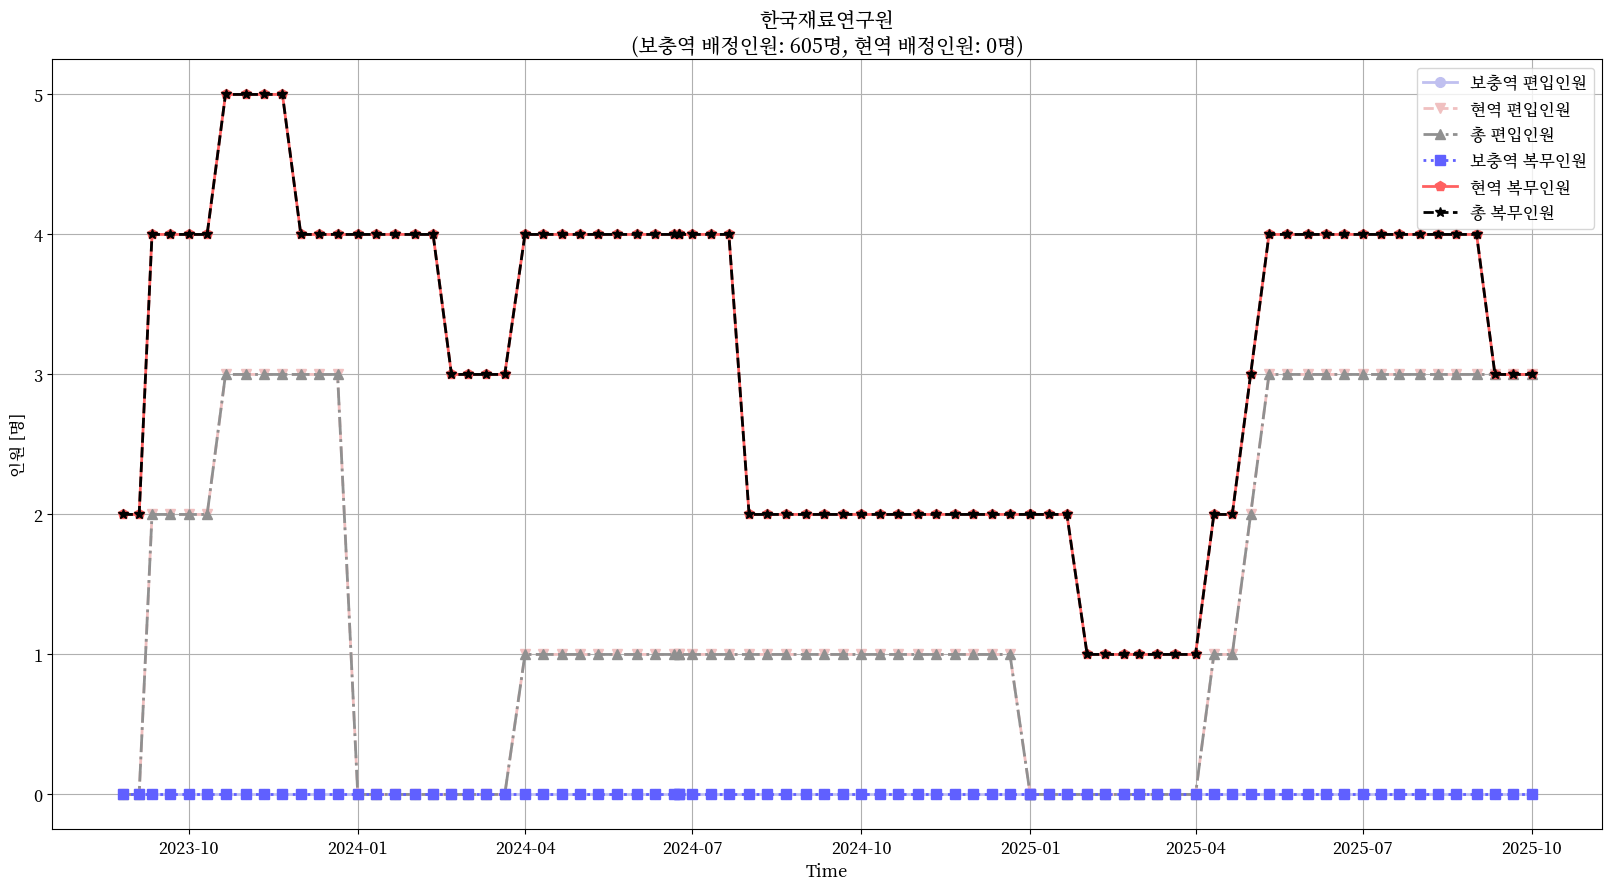 한국재료연구원
(보충역 배정인원: 605명, 현역 배정인원: 0명)
보충역 편입인원
현역 편입인원
총 편입인원
보충역 복무인원
현역 복무인원
총 복무인원
인원 [명]
5
4
3
2
1
0
2023-10
2024-01
2024-04
2024-07
2024-10
2025-01
2025-04
2025-07
2025-10
Time